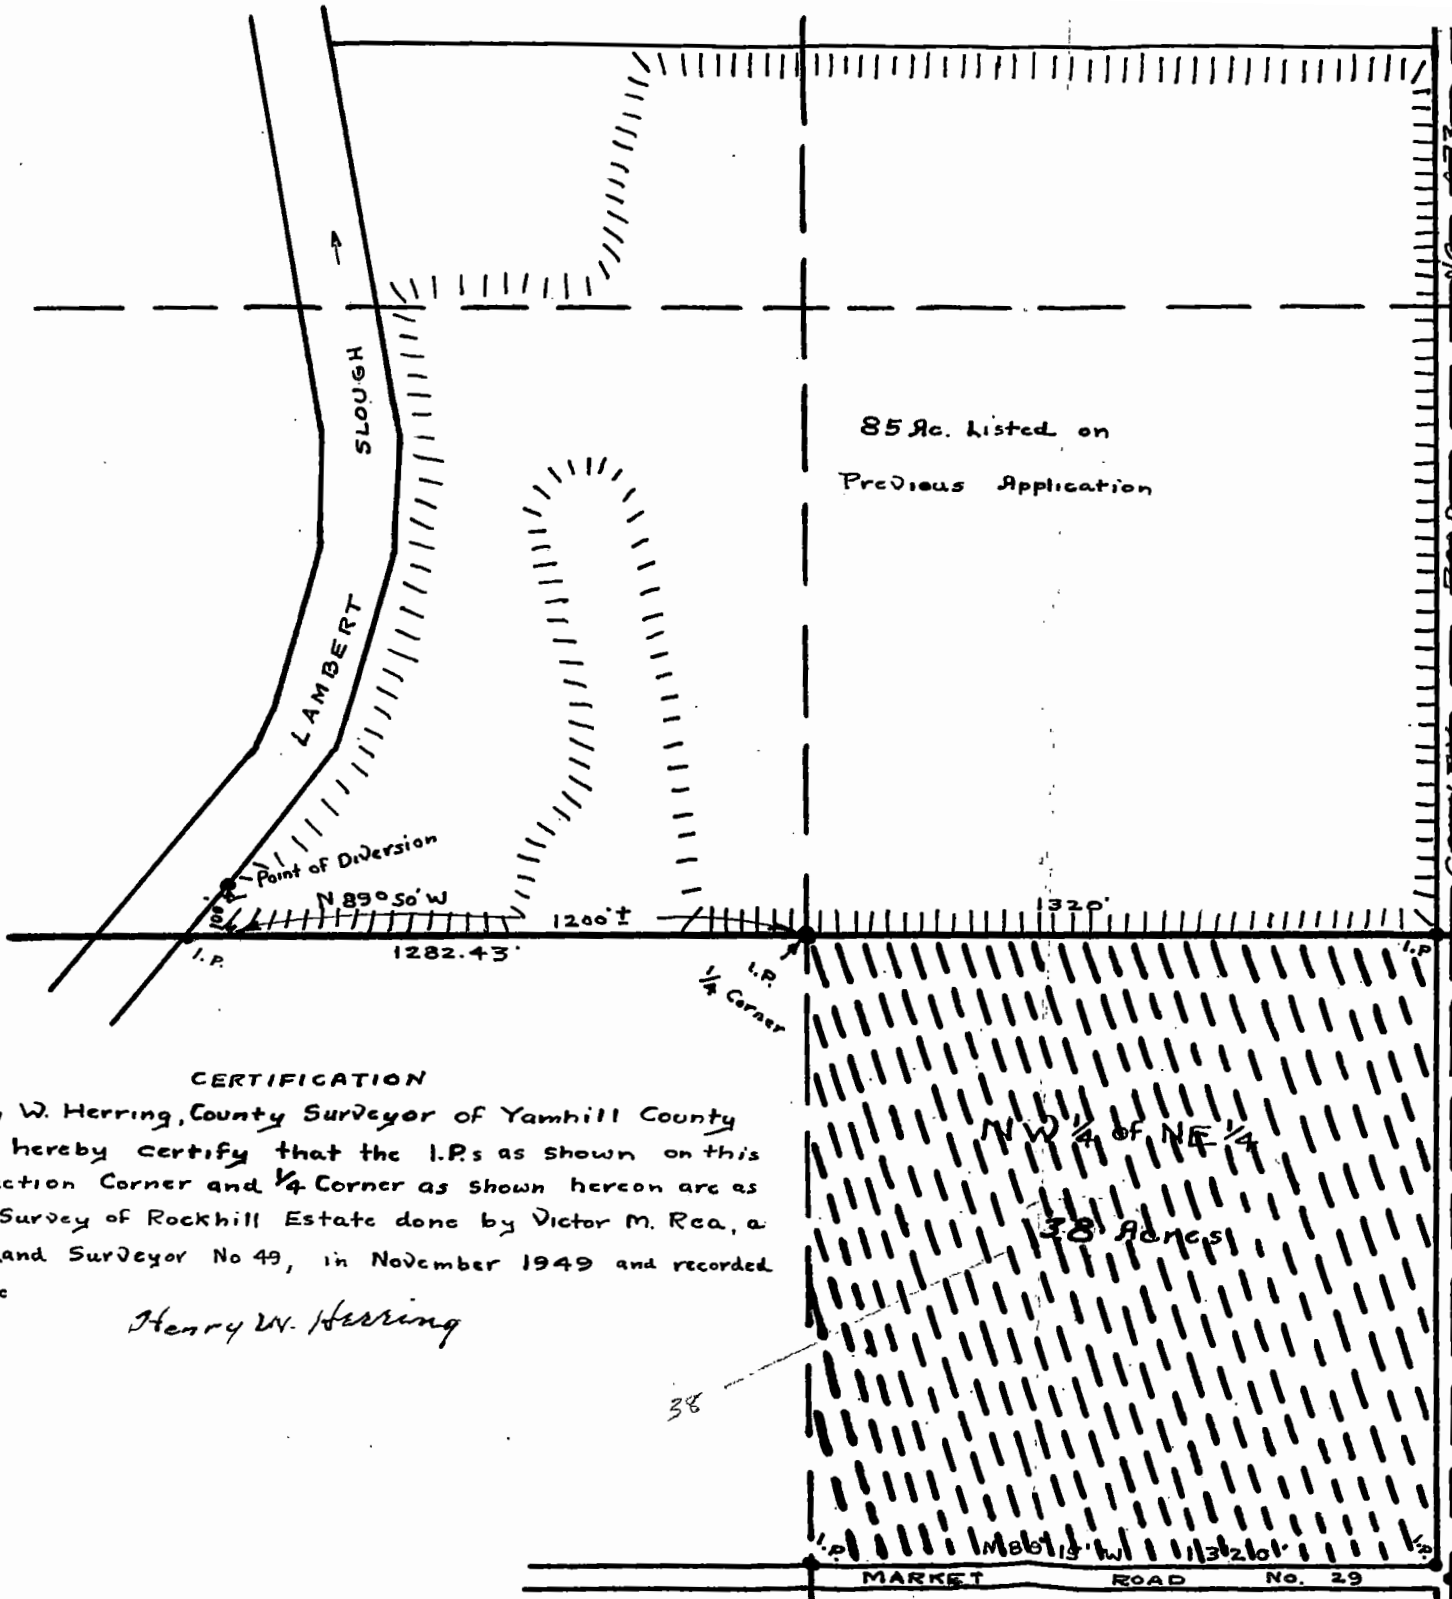 SLOUGH
LAMBERT
85 Ac. Listed on
Previous Application
Point of Diversion
100'
N 89° 50' W
1200'±
1320'
1282.43'
I.P.
I.P.
1/4 Corner
I.P.
CERTIFICATION
W. Herring, County Surveyor of Yamhill County
hereby certify that the I.P.s as shown on this
ction Corner and 1/4 Corner as shown hereon are as
Survey of Rockhill Estate done by Victor M. Rea, a
and Surveyor No 49, in November 1949 and recorded
Henry W. Herring
NW 1/4 of NE 1/4
38 Acres
38
I.P.
I.P.
1320'
MARKET ROAD No. 29